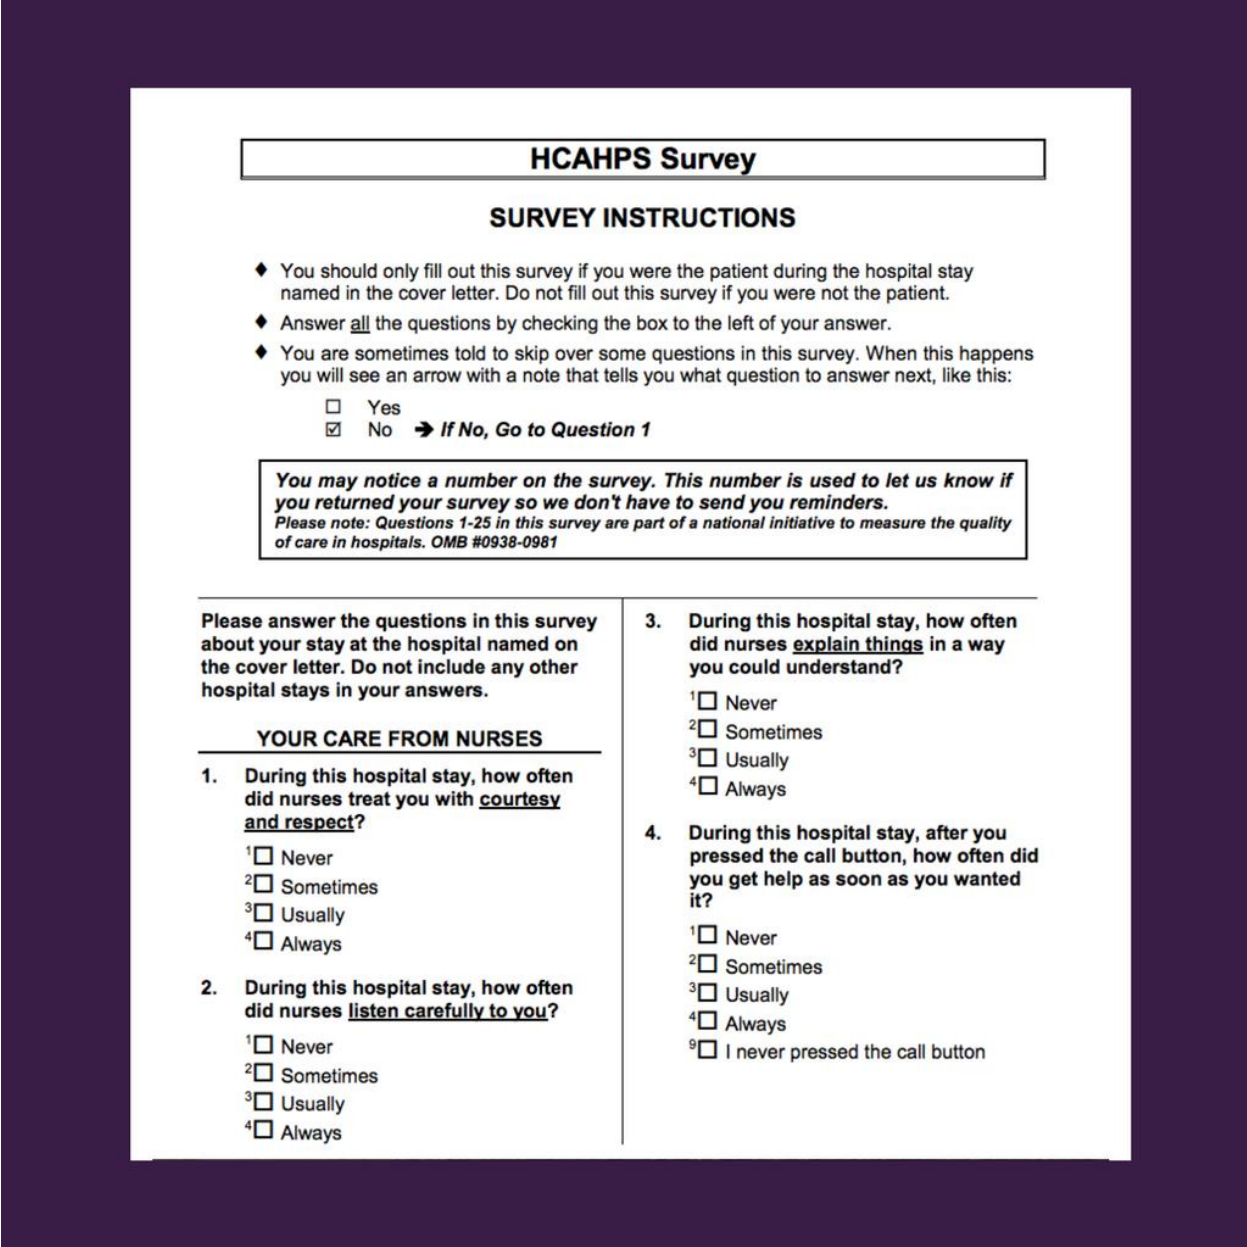 HCAHPS Survey
SURVEY INSTRUCTIONS
♦ You should only fill out this survey if you were the patient during the hospital stay
named in the cover letter. Do not fill out this survey if you were not the patient.
♦ Answer all the questions by checking the box to the left of your answer.
♦ You are sometimes told to skip over some questions in this survey. When this happens
you will see an arrow with a note that tells you what question to answer next, like this:
☐ Yes
☑ No ➔ If No, Go to Question 1
You may notice a number on the survey. This number is used to let us know if
you returned your survey so we don't have to send you reminders.
Please note: Questions 1-25 in this survey are part of a national initiative to measure the quality
of care in hospitals. OMB #0938-0981
Please answer the questions in this survey
about your stay at the hospital named on
the cover letter. Do not include any other
hospital stays in your answers.
YOUR CARE FROM NURSES
1. During this hospital stay, how often
did nurses treat you with courtesy
and respect?
1☐ Never
2☐ Sometimes
3☐ Usually
4☐ Always
2. During this hospital stay, how often
did nurses listen carefully to you?
1☐ Never
2☐ Sometimes
3☐ Usually
4☐ Always
3. During this hospital stay, how often
did nurses explain things in a way
you could understand?
1☐ Never
2☐ Sometimes
3☐ Usually
4☐ Always
4. During this hospital stay, after you
pressed the call button, how often did
you get help as soon as you wanted
it?
1☐ Never
2☐ Sometimes
3☐ Usually
4☐ Always
9☐ I never pressed the call button